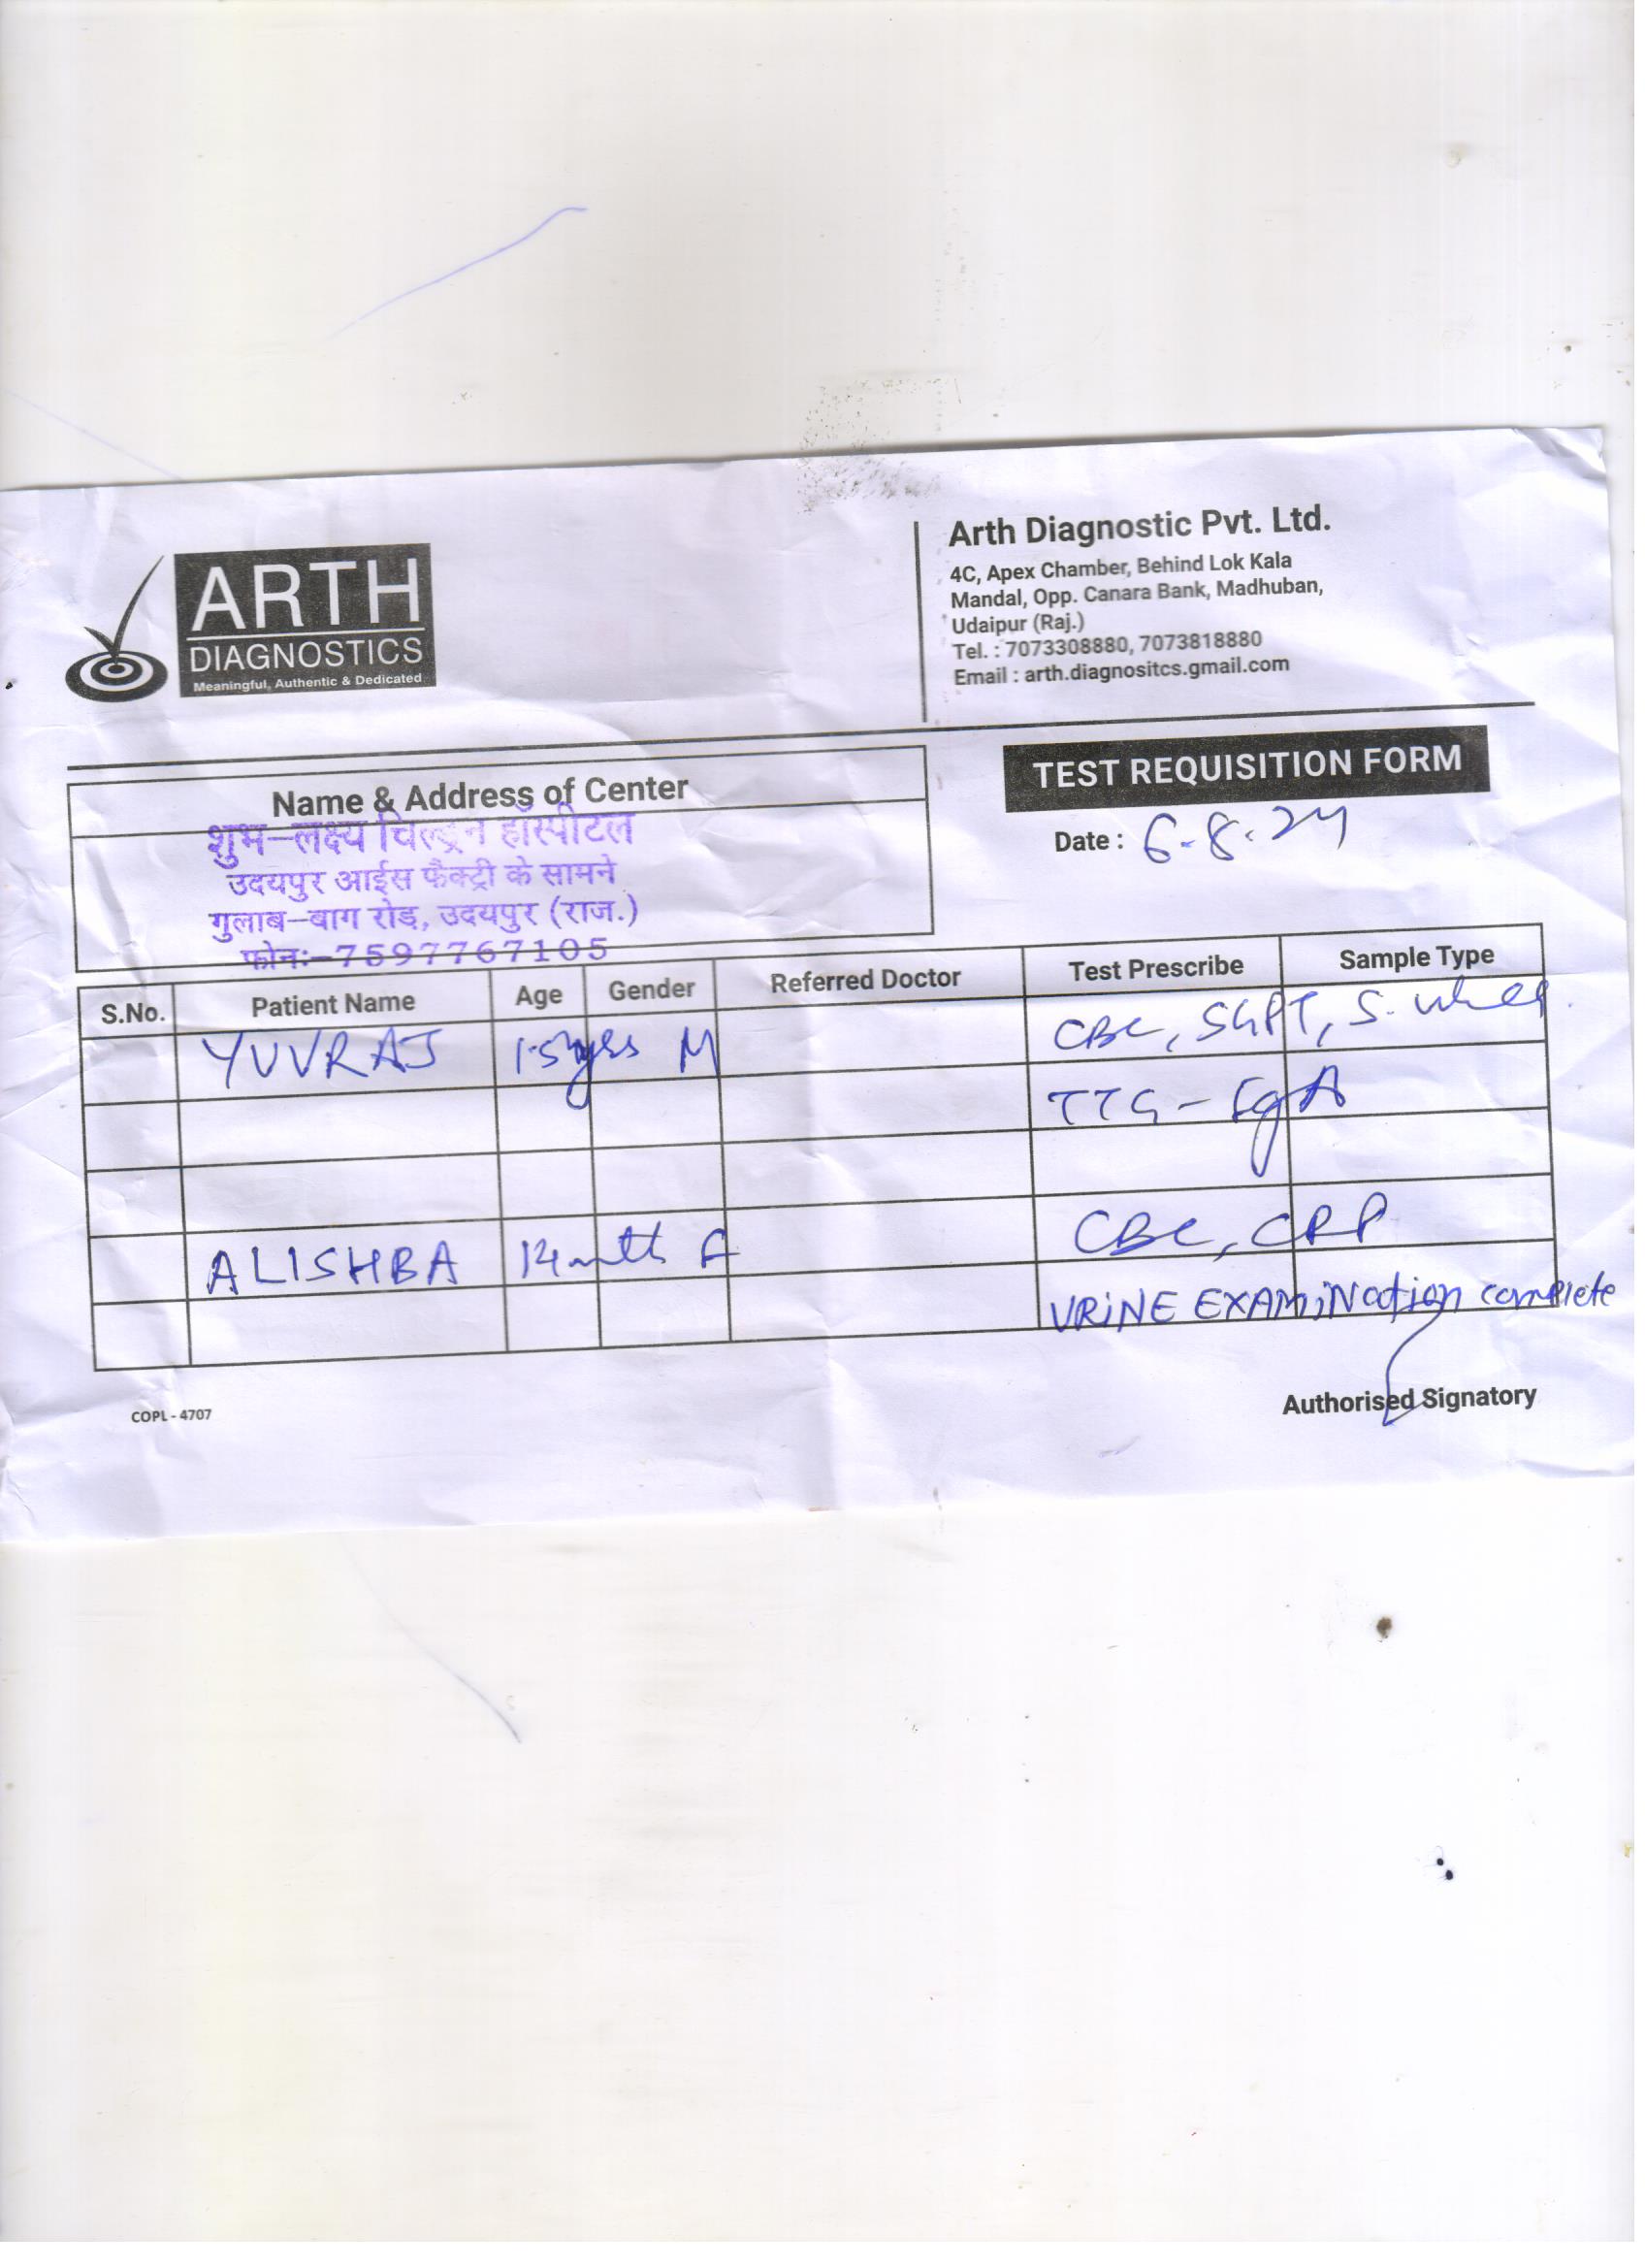 ARTH
DIAGNOSTICS
Meaningful, Authentic & Dedicated
Arth Diagnostic Pvt. Ltd.
4C, Apex Chamber, Behind Lok Kala
Mandal, Opp. Canara Bank, Madhuban,
Udaipur (Raj.)
Tel. : 7073308880, 7073818880
Email : arth.diagnositcs.gmail.com
Name & Address of Center
शुभ-लक्ष्य चिल्ड्रन हॉस्पीटल
उदयपुर आईस फैक्ट्री के सामने
गुलाब-बाग रोड, उदयपुर (राज.)
फोन:-7597767105
TEST REQUISITION FORM
Date : 6-8-24
S.No. Patient Name Age Gender Referred Doctor Test Prescribe Sample Type
YUVRAJ M CBC, SGPT, S.
TTG - IgA
ALISHBA 14 mth F CBC, CRP
URINE EXAMiNation complete
Authorised Signatory
COPL - 4707